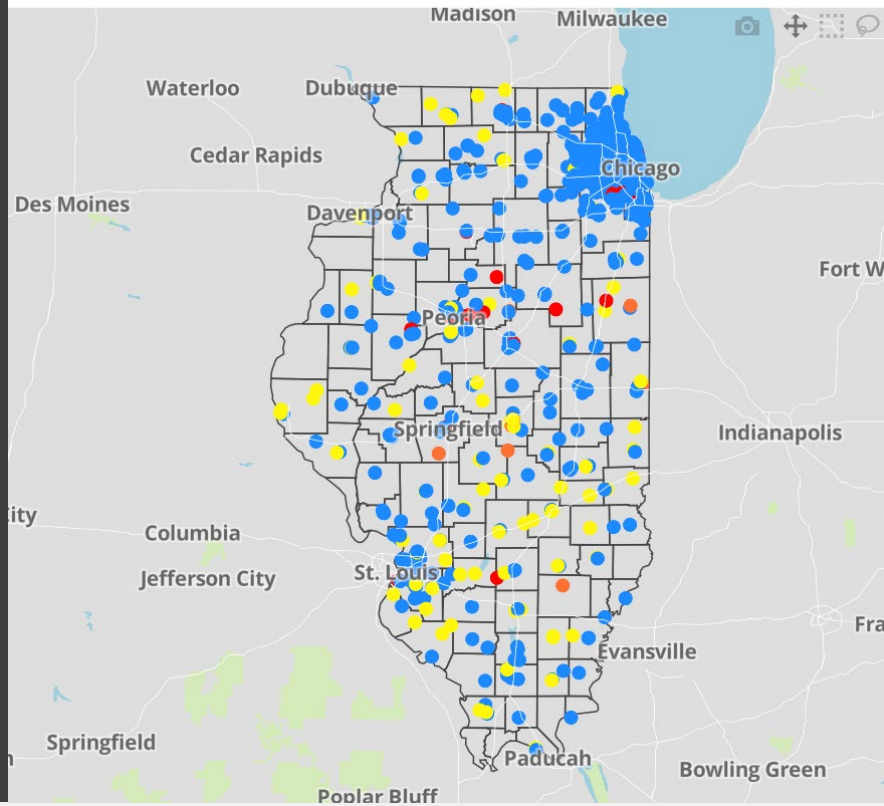 Madison
Milwaukee
Waterloo
Dubuque
Cedar Rapids
Chicago
Des Moines
Davenport
Fort W
Peoria
Springfield
Indianapolis
City
Columbia
St. Louis
Jefferson City
Fra
Evansville
Springfield
Paducah
Bowling Green
Poplar Bluff